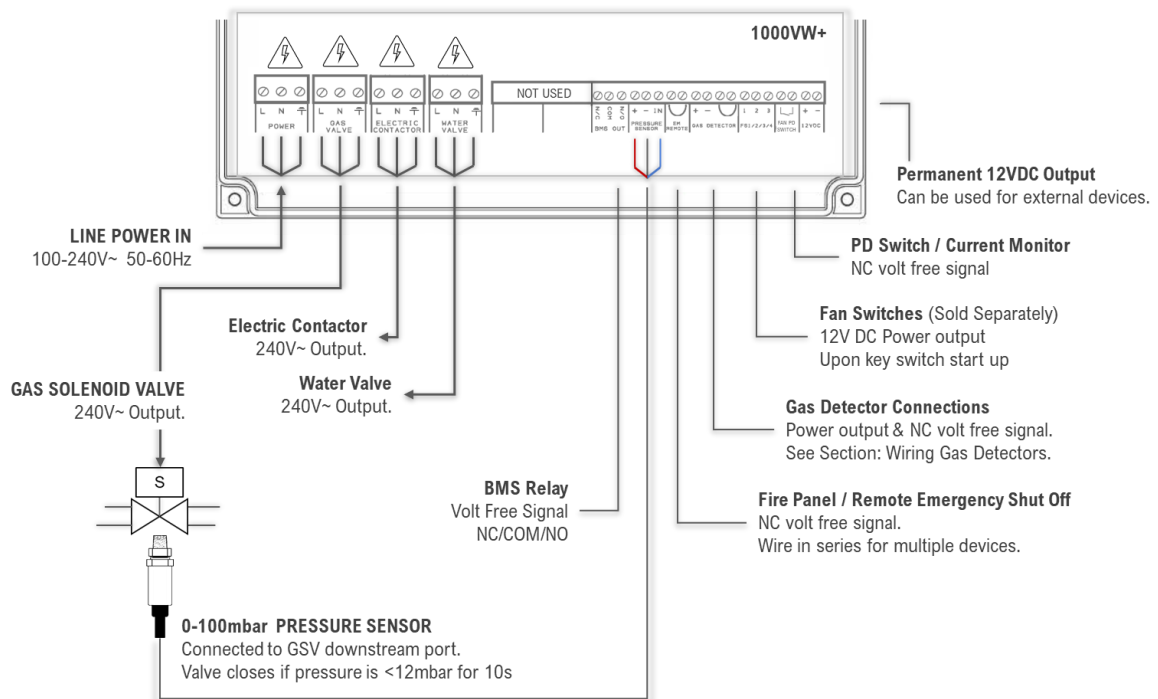 1000VW+
NOT USED
L N L N L N L N
POWER
GAS
VALVE
ELECTRIC
CONTACTOR
WATER
VALVE
N/C COM N/O
BMS OUT
+ - IN
PRESSURE
SENSOR
EM
REMOTE
+ -
GAS DETECTOR
1 2 3
FS1/2/3/4
FAN PD
SWITCH
+ -
12VDC
Permanent 12VDC Output
Can be used for external devices.
LINE POWER IN
100-240V~ 50-60Hz
PD Switch / Current Monitor
NC volt free signal
Electric Contactor
240V~ Output.
Fan Switches (Sold Separately)
12V DC Power output
Upon key switch start up
GAS SOLENOID VALVE
240V~ Output.
Water Valve
240V~ Output.
Gas Detector Connections
Power output & NC volt free signal.
See Section: Wiring Gas Detectors.
S
BMS Relay
Volt Free Signal
NC/COM/NO
Fire Panel / Remote Emergency Shut Off
NC volt free signal.
Wire in series for multiple devices.
0-100mbar PRESSURE SENSOR
Connected to GSV downstream port.
Valve closes if pressure is <12mbar for 10s